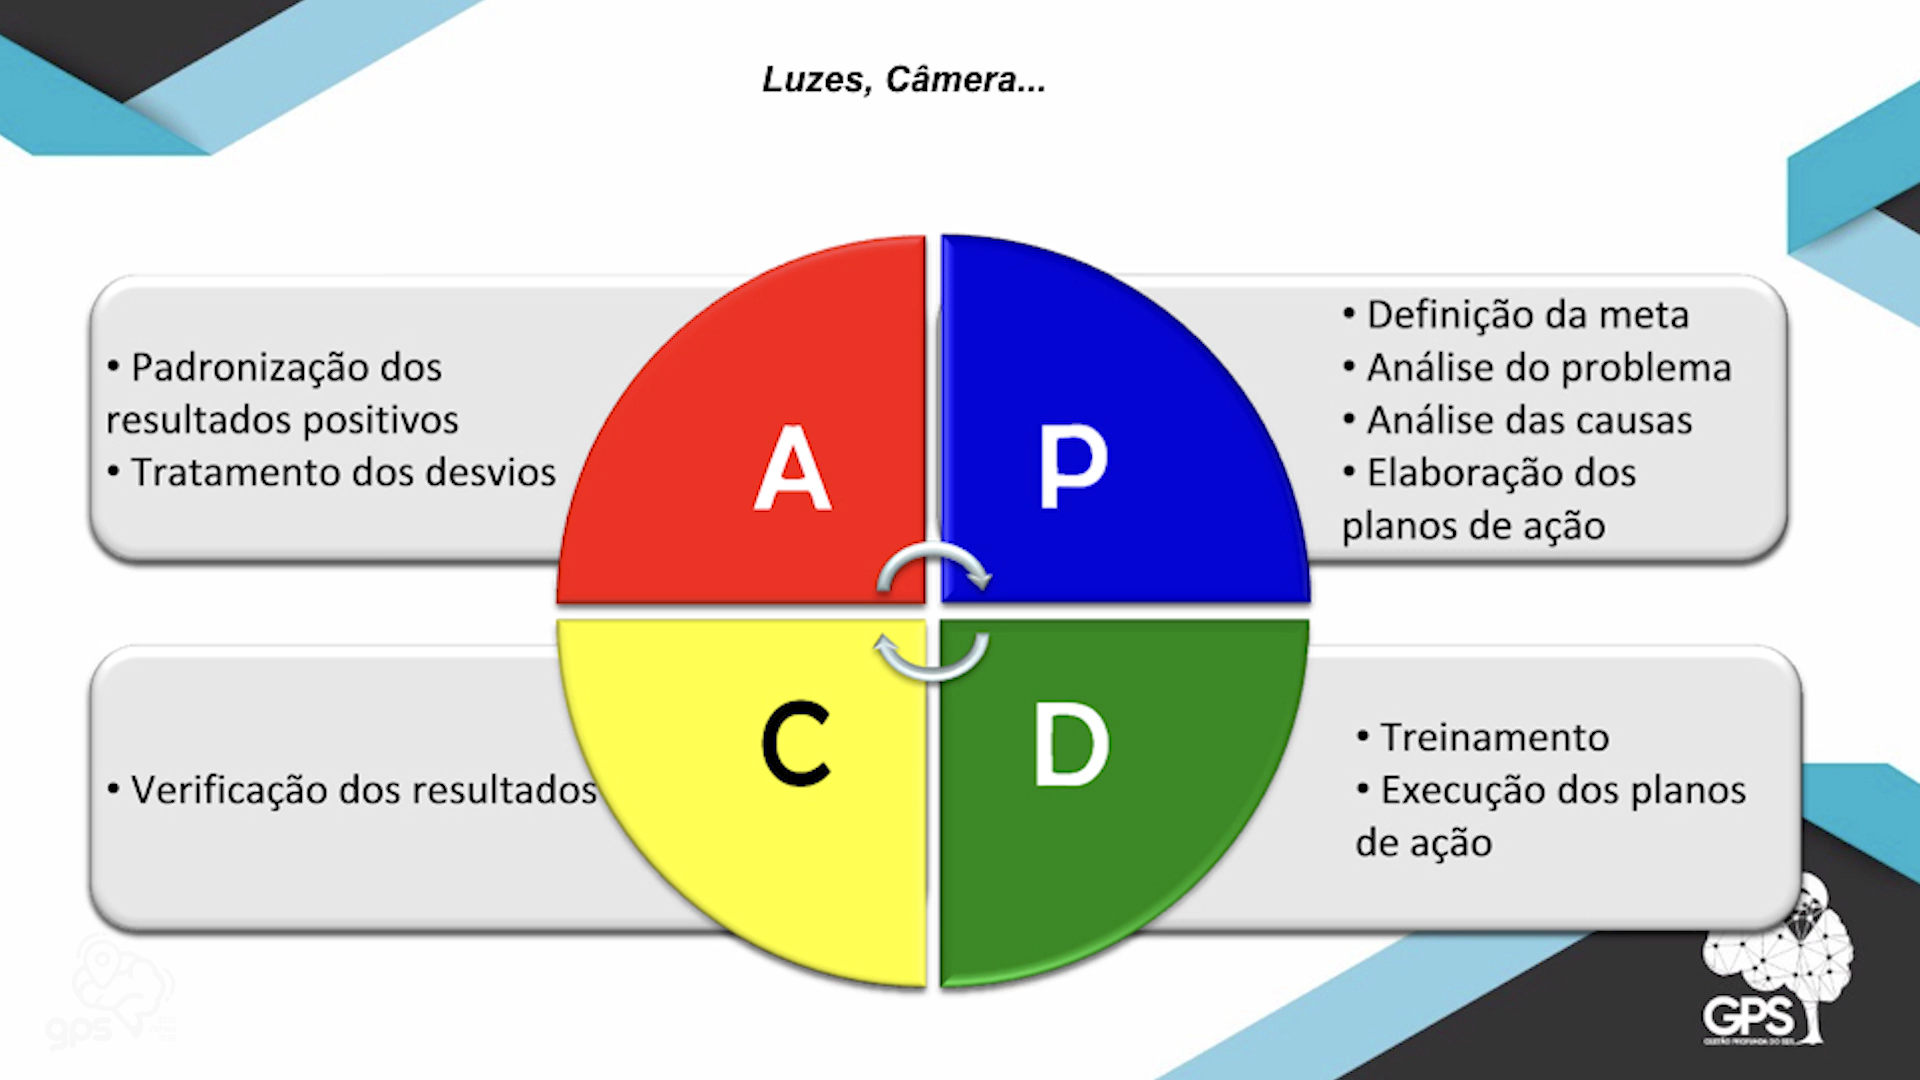 Luzes, Câmera...
• Padronização dos
resultados positivos
• Tratamento dos desvios
A
P
• Definição da meta
• Análise do problema
• Análise das causas
• Elaboração dos
planos de ação
• Verificação dos resultados
C
D
• Treinamento
• Execução dos planos
de ação
gps
GPS